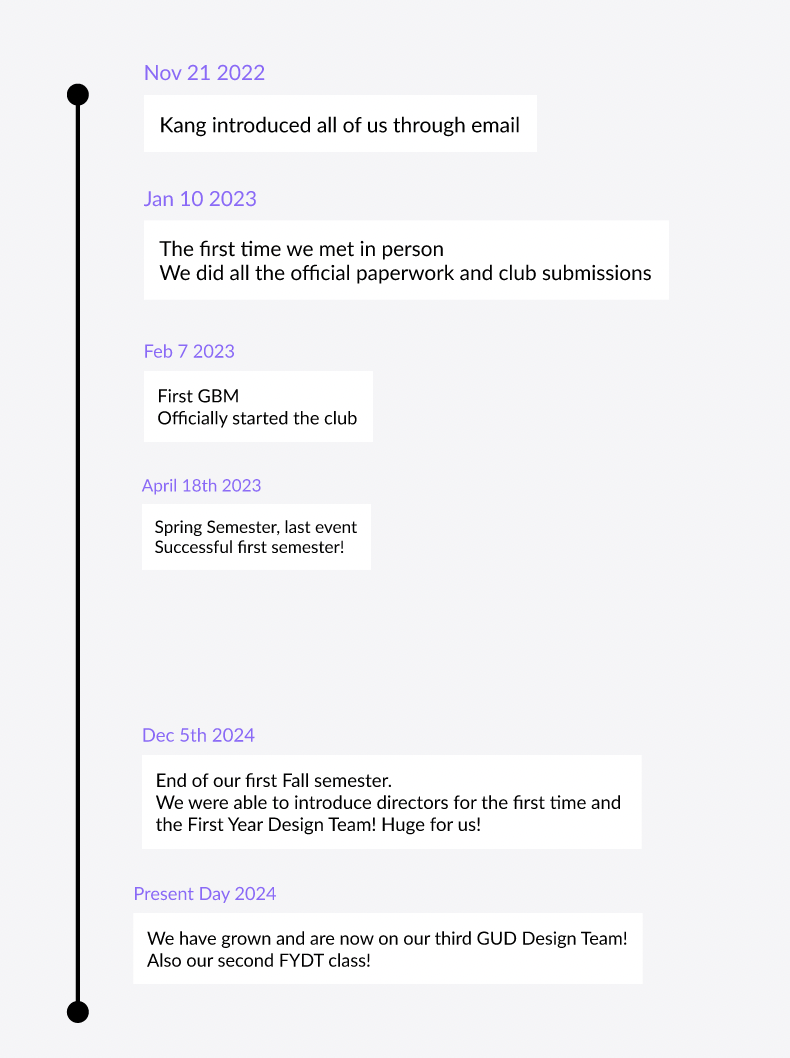 Nov 21 2022
Kang introduced all of us through email
Jan 10 2023
The first time we met in person
We did all the official paperwork and club submissions
Feb 7 2023
First GBM
Officially started the club
April 18th 2023
Spring Semester, last event
Successful first semester!
Dec 5th 2024
End of our first Fall semester.
We were able to introduce directors for the first time and
the First Year Design Team! Huge for us!
Present Day 2024
We have grown and are now on our third GUD Design Team!
Also our second FYDT class!